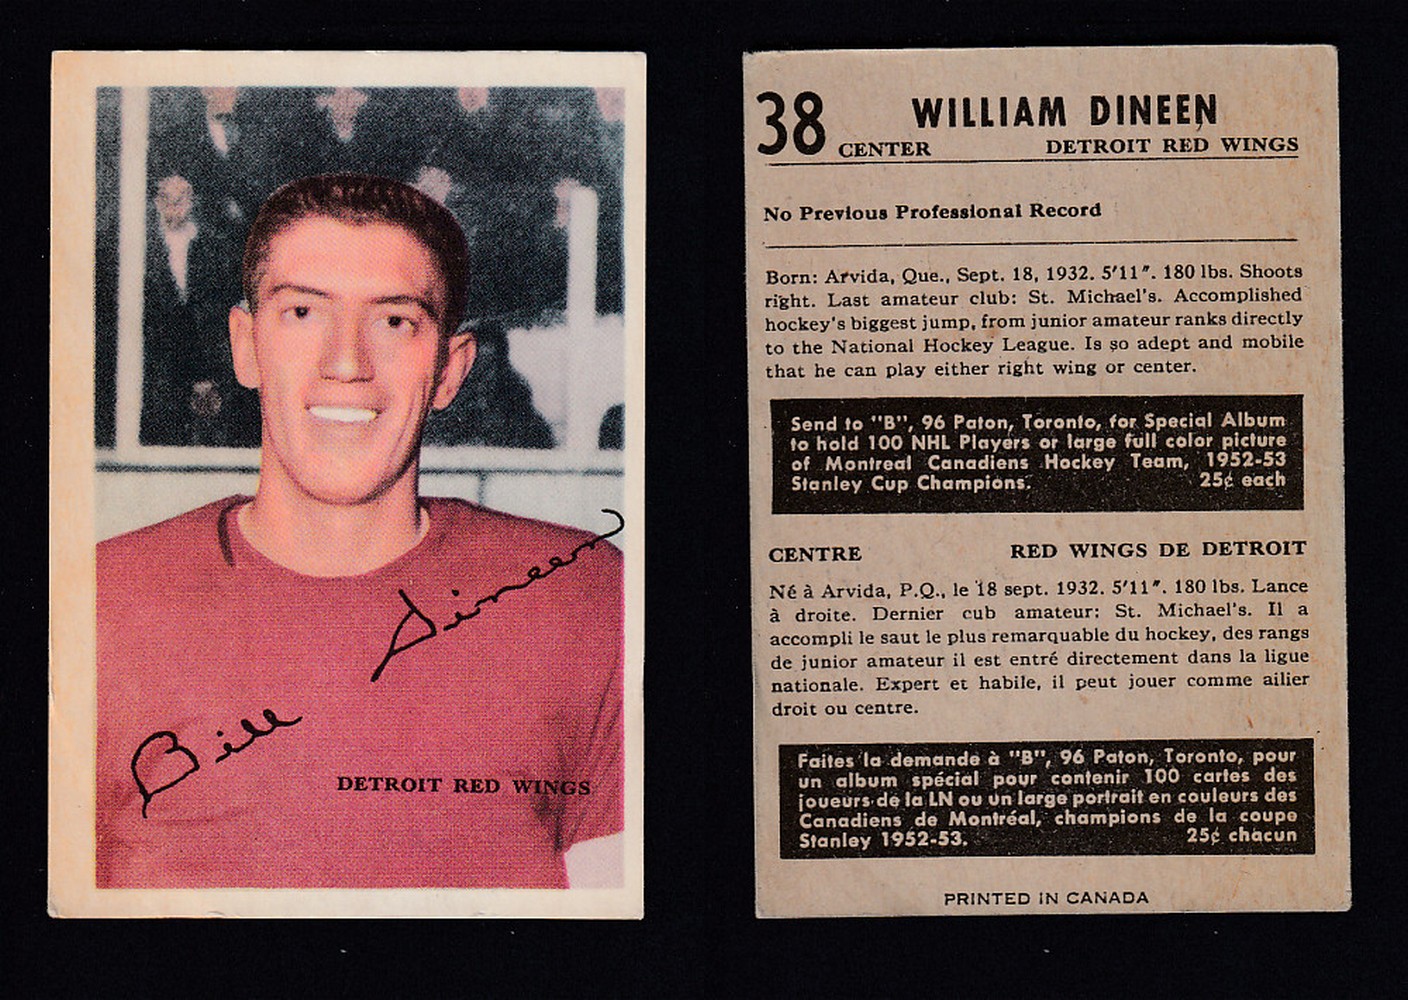 Bill Dineen
DETROIT RED WINGS
38 WILLIAM DINEEN
CENTER DETROIT RED WINGS
No Previous Professional Record
Born: Arvida, Que., Sept. 18, 1932. 5'11". 180 lbs. Shoots
right. Last amateur club: St. Michael's. Accomplished
hockey's biggest jump, from junior amateur ranks directly
to the National Hockey League. Is so adept and mobile
that he can play either right wing or center.
Send to "B", 96 Paton, Toronto, for Special Album
to hold 100 NHL Players or large full color picture
of Montreal Canadiens Hockey Team, 1952-53
Stanley Cup Champions. 25¢ each
CENTRE RED WINGS DE DETROIT
Né à Arvida, P.Q., le 18 sept. 1932. 5'11". 180 lbs. Lance
à droite. Dernier cub amateur: St. Michael's. Il a
accompli le saut le plus remarquable du hockey, des rangs
de junior amateur il est entré directement dans la ligue
nationale. Expert et habile, il peut jouer comme ailier
droit ou centre.
Faites la demande à "B", 96 Paton, Toronto, pour
un album spécial pour contenir 100 cartes des
joueurs de la LN ou un large portrait en couleurs des
Canadiens de Montréal, champions de la coupe
Stanley 1952-53. 25¢ chacun
PRINTED IN CANADA